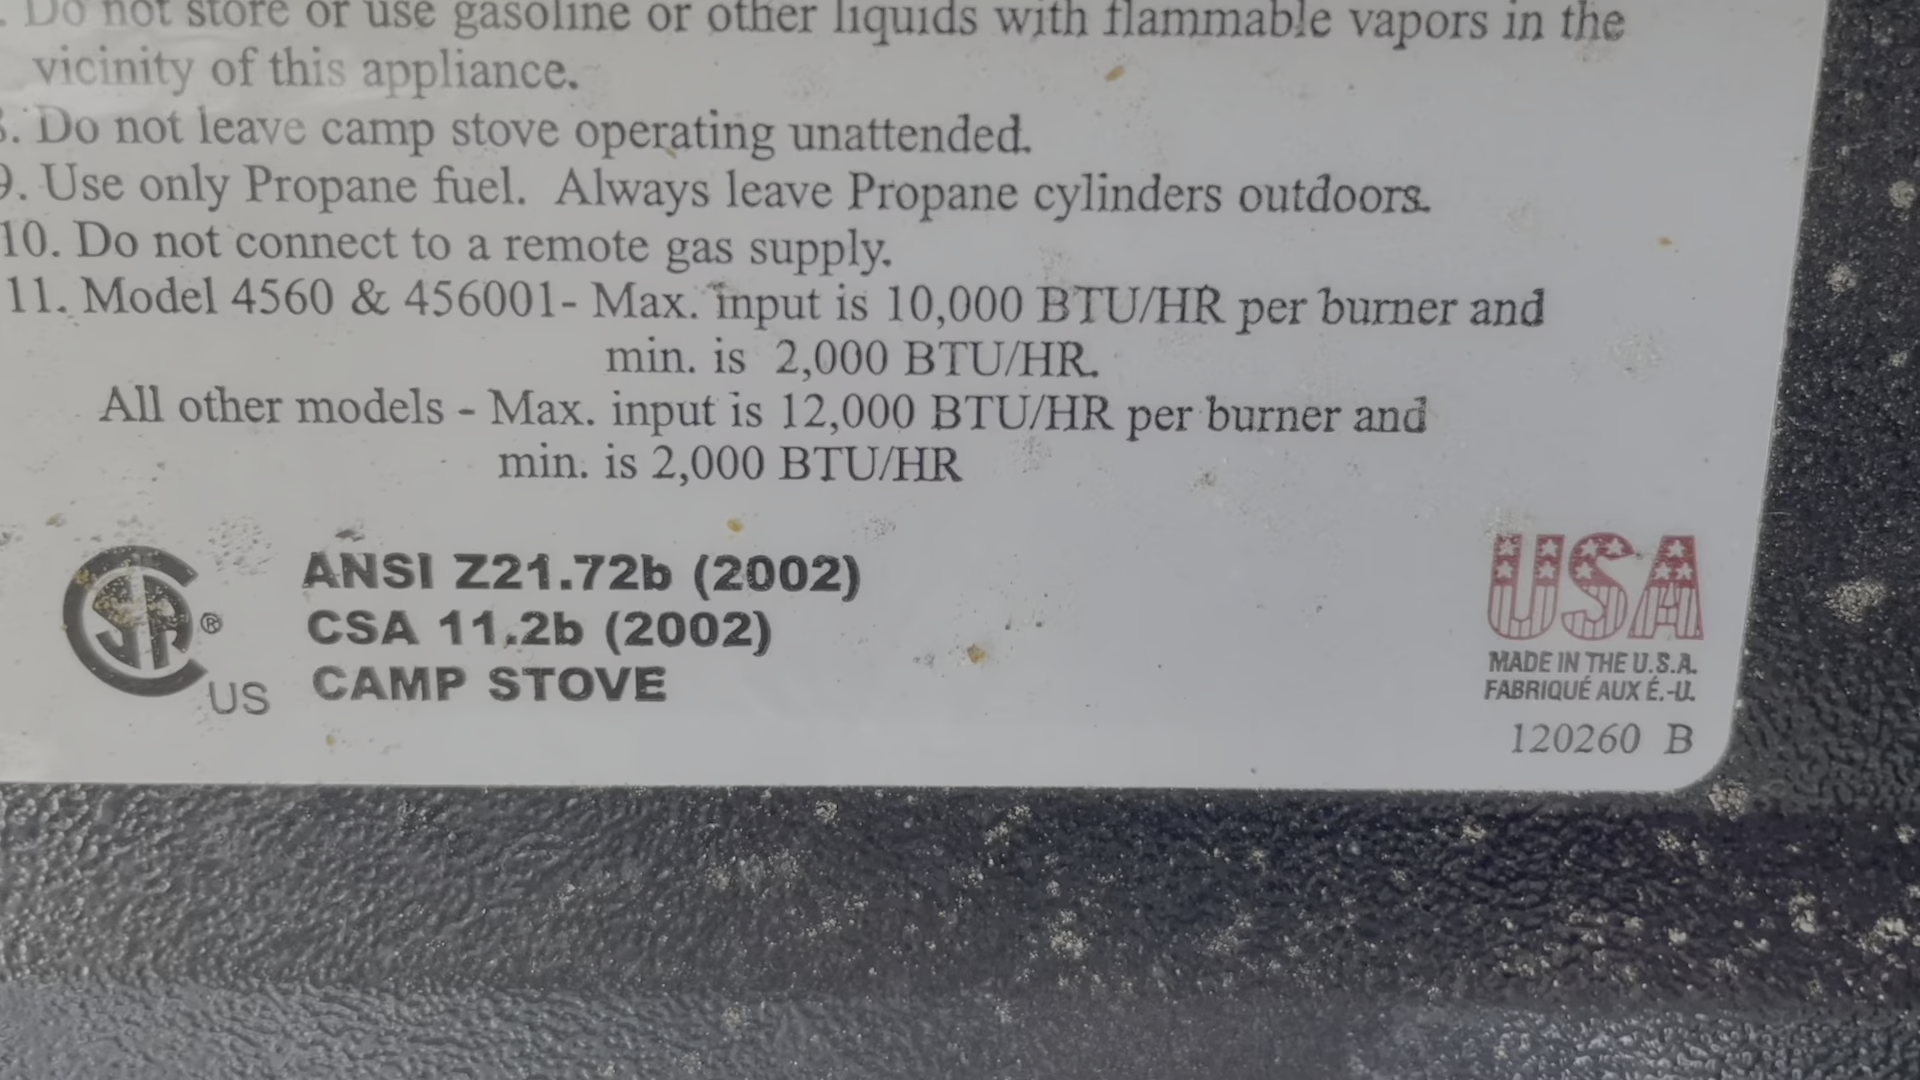 . Do not store or use gasoline or other liquids with flammable vapors in the
vicinity of this appliance.
8. Do not leave camp stove operating unattended.
9. Use only Propane fuel. Always leave Propane cylinders outdoors.
10. Do not connect to a remote gas supply.
11. Model 4560 & 456001- Max. input is 10,000 BTU/HR per burner and
min. is 2,000 BTU/HR.
All other models - Max. input is 12,000 BTU/HR per burner and
min. is 2,000 BTU/HR
® US
ANSI Z21.72b (2002)
CSA 11.2b (2002)
CAMP STOVE
USA
MADE IN THE U.S.A.
FABRIQUÉ AUX É.-U.
120260 B